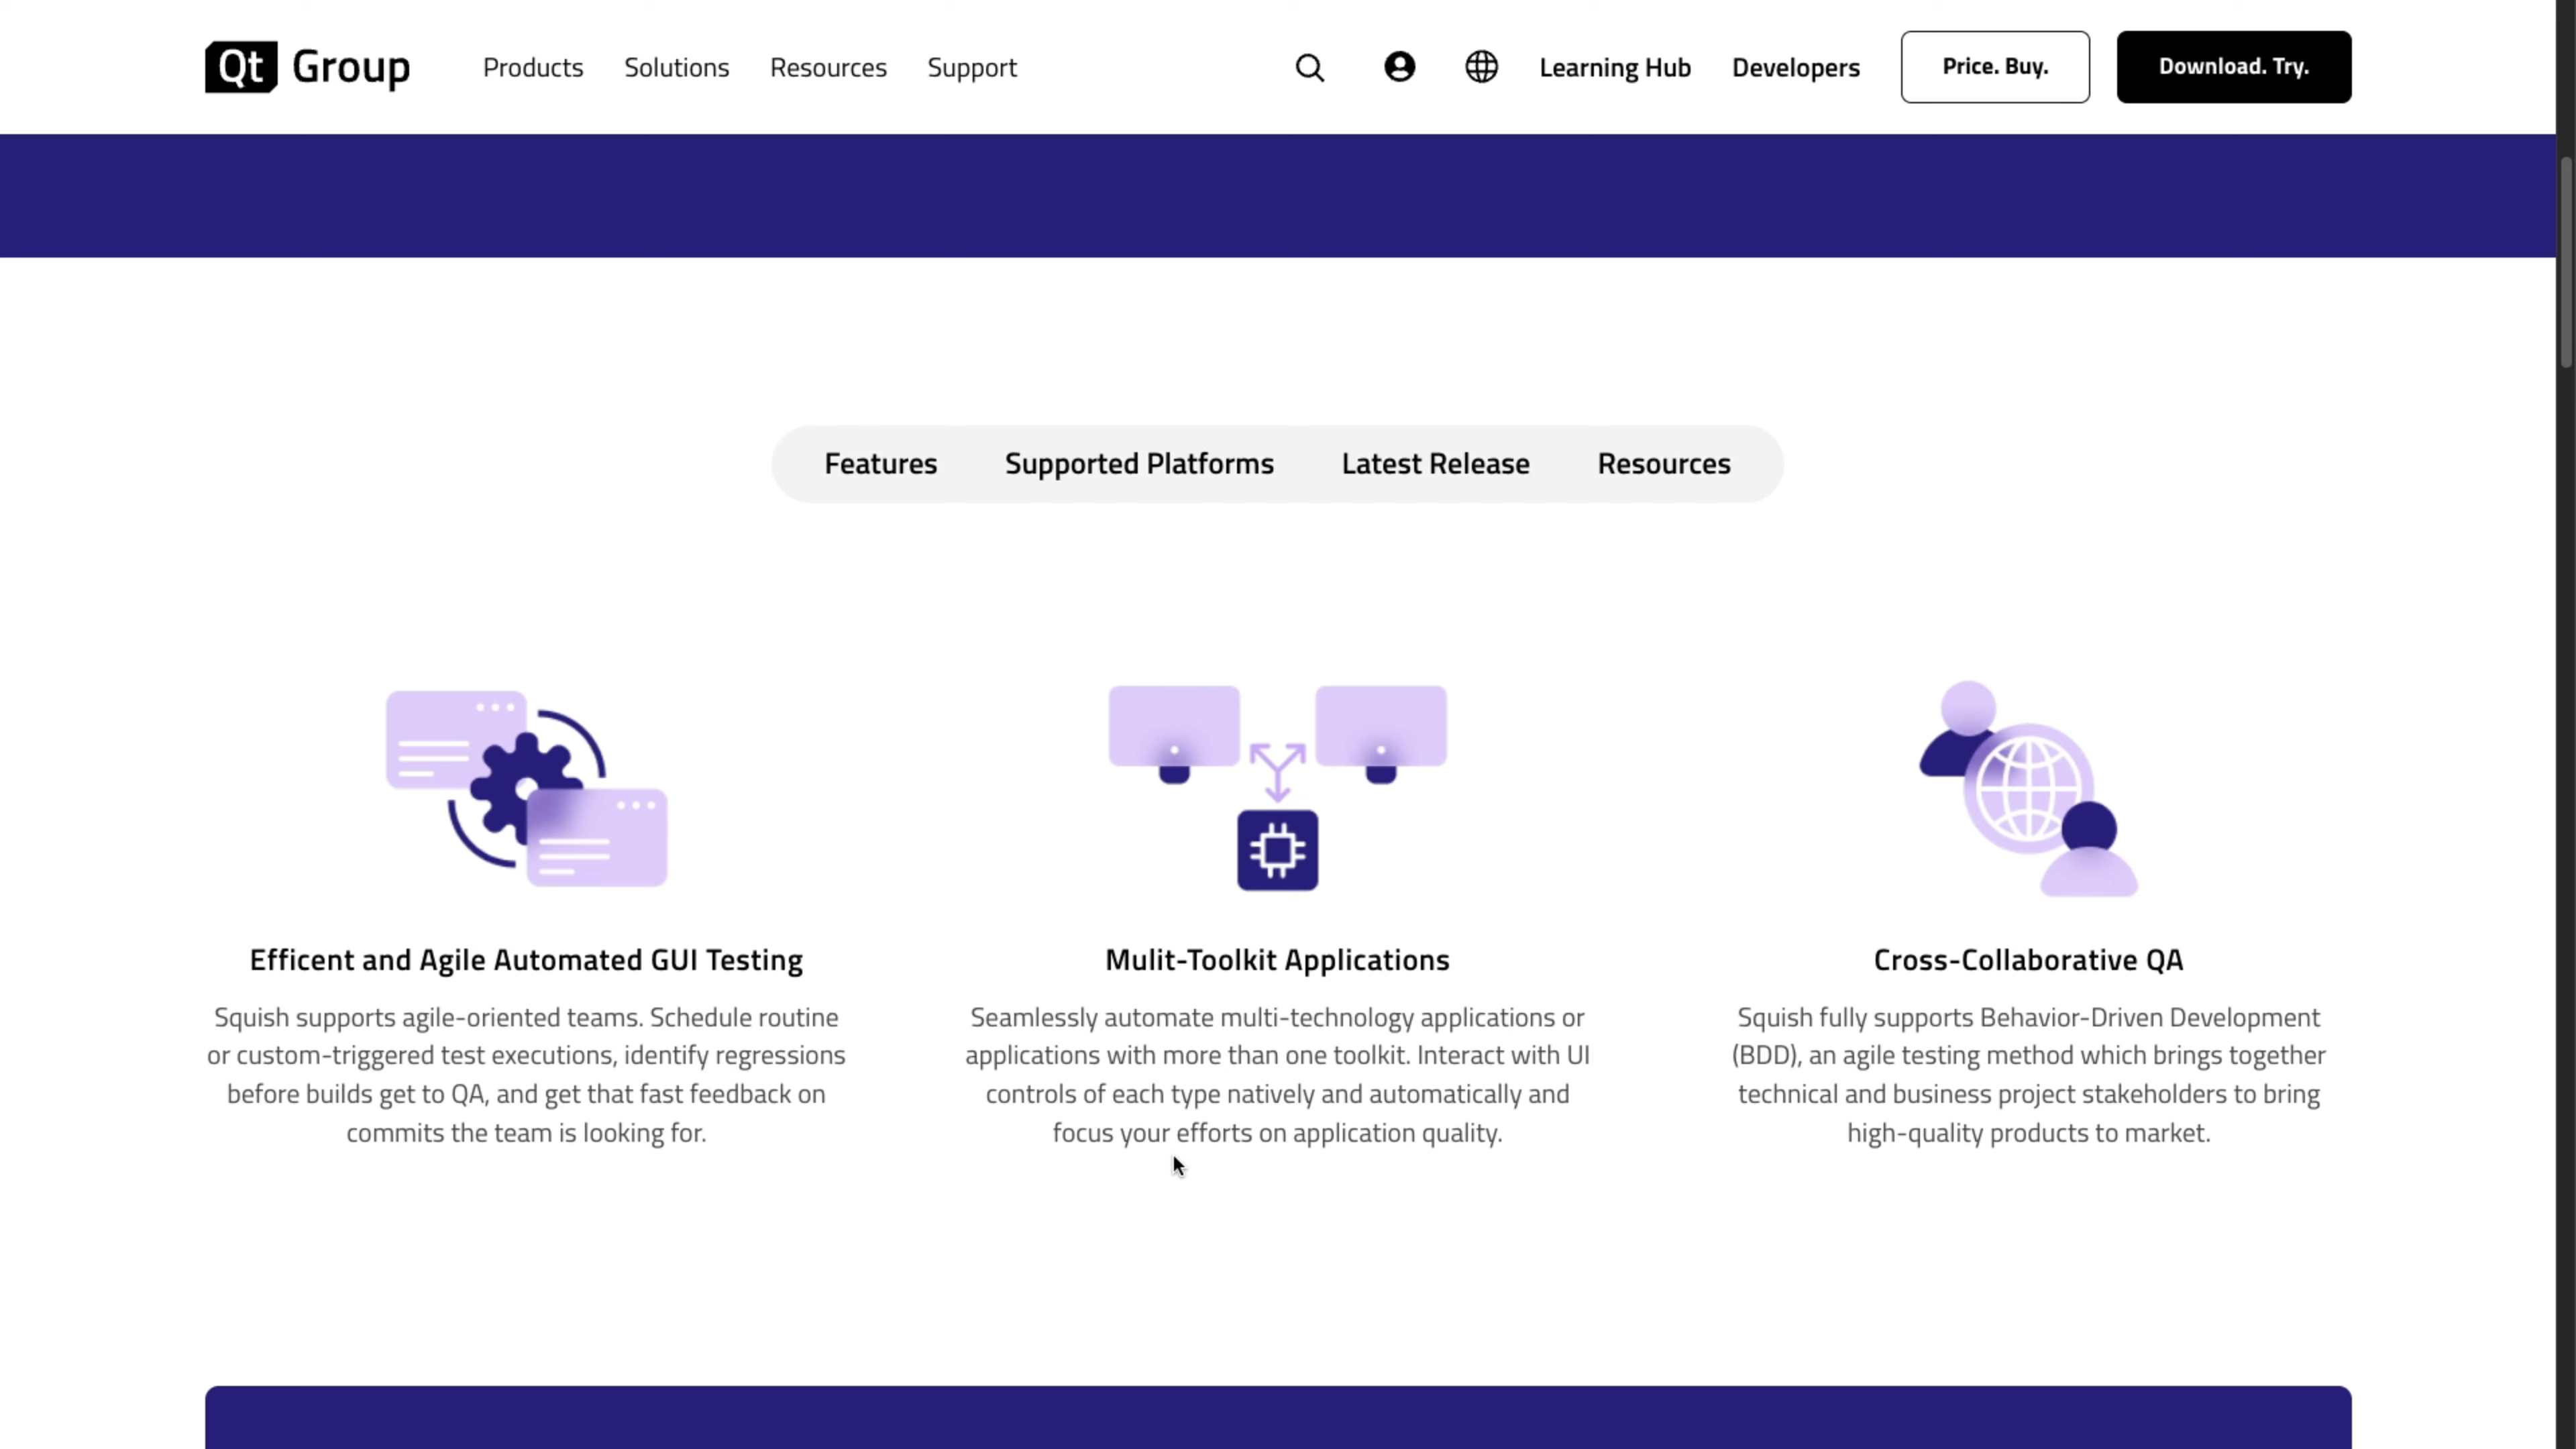 Qt Group Products Solutions Resources Support Learning Hub Developers Price. Buy. Download. Try.
Features Supported Platforms Latest Release Resources
Efficent and Agile Automated GUI Testing
Squish supports agile-oriented teams. Schedule routine
or custom-triggered test executions, identify regressions
before builds get to QA, and get that fast feedback on
commits the team is looking for.
Mulit-Toolkit Applications
Seamlessly automate multi-technology applications or
applications with more than one toolkit. Interact with UI
controls of each type natively and automatically and
focus your efforts on application quality.
Cross-Collaborative QA
Squish fully supports Behavior-Driven Development
(BDD), an agile testing method which brings together
technical and business project stakeholders to bring
high-quality products to market.